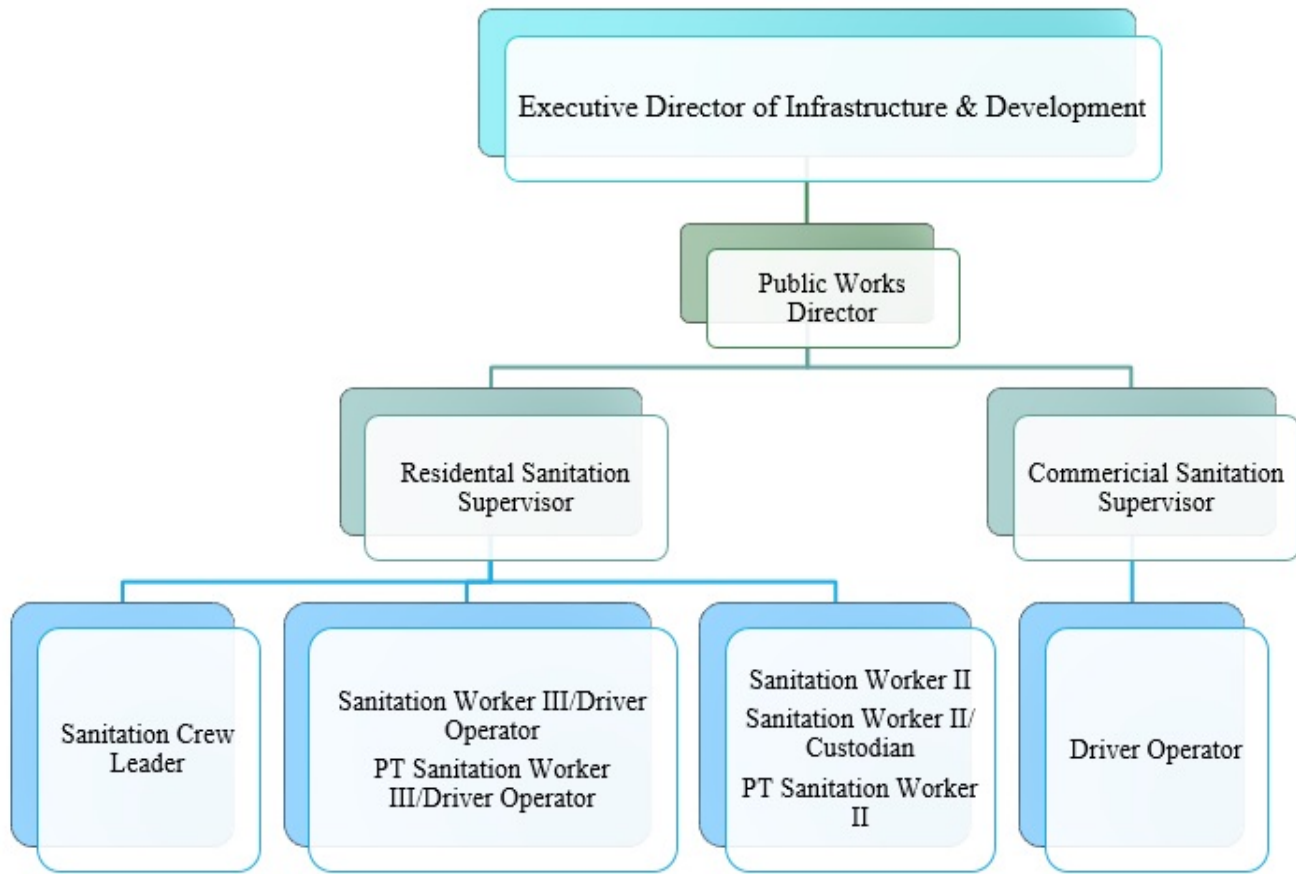 Executive Director of Infrastructure & Development
Public Works
Director
Residental Sanitation
Supervisor
Commericial Sanitation
Supervisor
Sanitation Crew
Leader
Sanitation Worker III/Driver
Operator
PT Sanitation Worker
III/Driver Operator
Sanitation Worker II
Sanitation Worker II/
Custodian
PT Sanitation Worker
II
Driver Operator